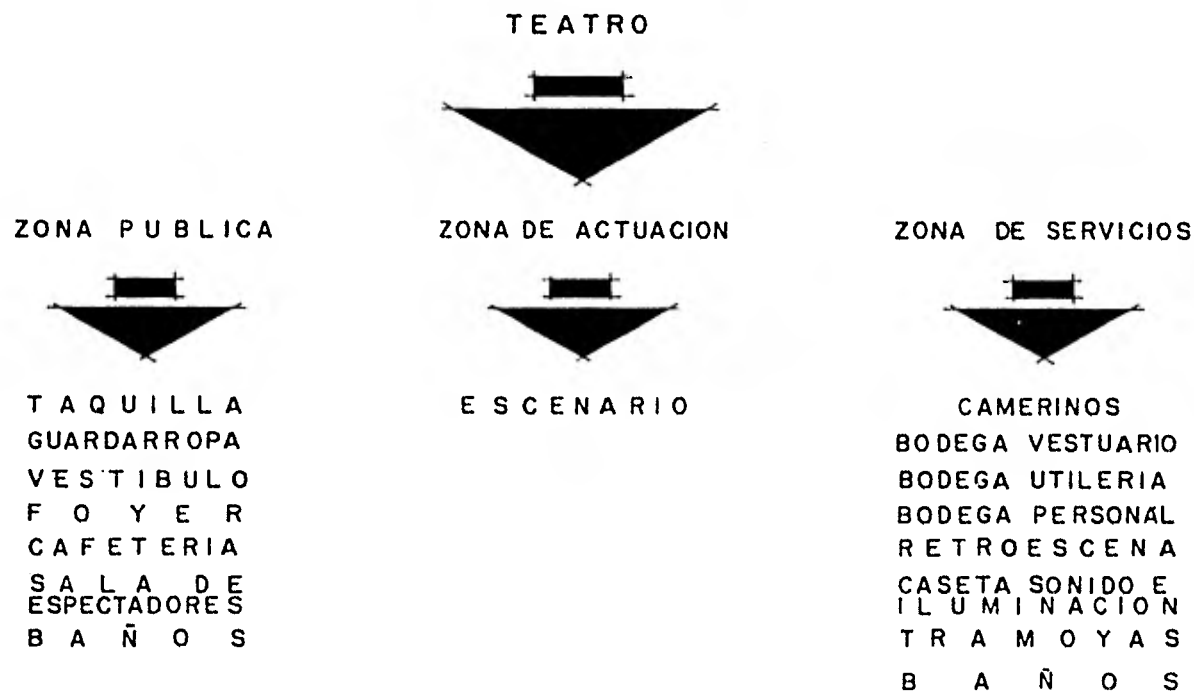 TEATRO
ZONA PUBLICA
ZONA DE ACTUACION
ZONA DE SERVICIOS
TAQUILLA
GUARDARROPA
VESTIBULO
FOYER
CAFETERIA
SALA DE
ESPECTADORES
BAÑOS
ESCENARIO
CAMERINOS
BODEGA VESTUARIO
BODEGA UTILERIA
BODEGA PERSONAL
RETROESCENA
CASETA SONIDO E
ILUMINACION
TRAMOYAS
BAÑOS